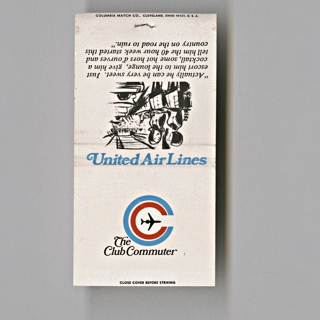 COLUMBIA MATCH CO., CLEVELAND, OHIO 44121, U.S.A.
"Actually he can be very, sweet. Just
escort him to the lounge, give him a
cocktail, some hot hors d'ouvres and
tell him the 40 hour week started this
country on the road to ruin."
United Air Lines
The
Club Commuter
CLOSE COVER BEFORE STRIKING